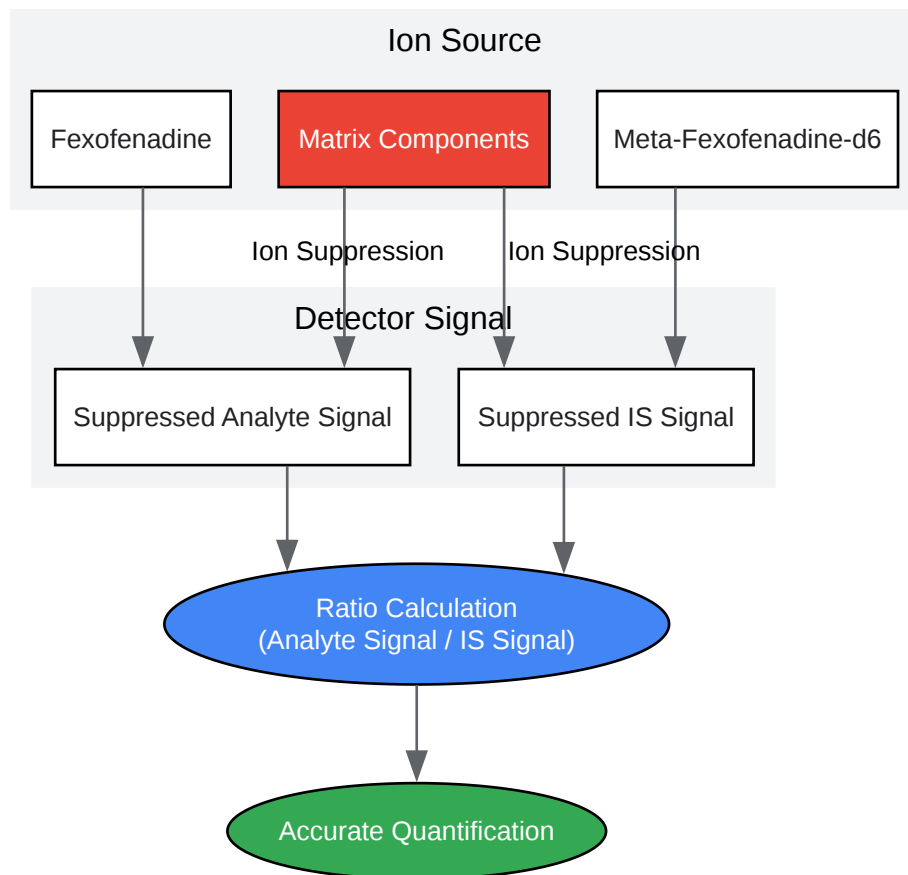 Ion Source
Fexofenadine
Matrix Components
Meta-Fexofenadine-d6
Ion Suppression
Ion Suppression
Detector Signal
Suppressed Analyte Signal
Suppressed IS Signal
Ratio Calculation
(Analyte Signal / IS Signal)
Accurate Quantification